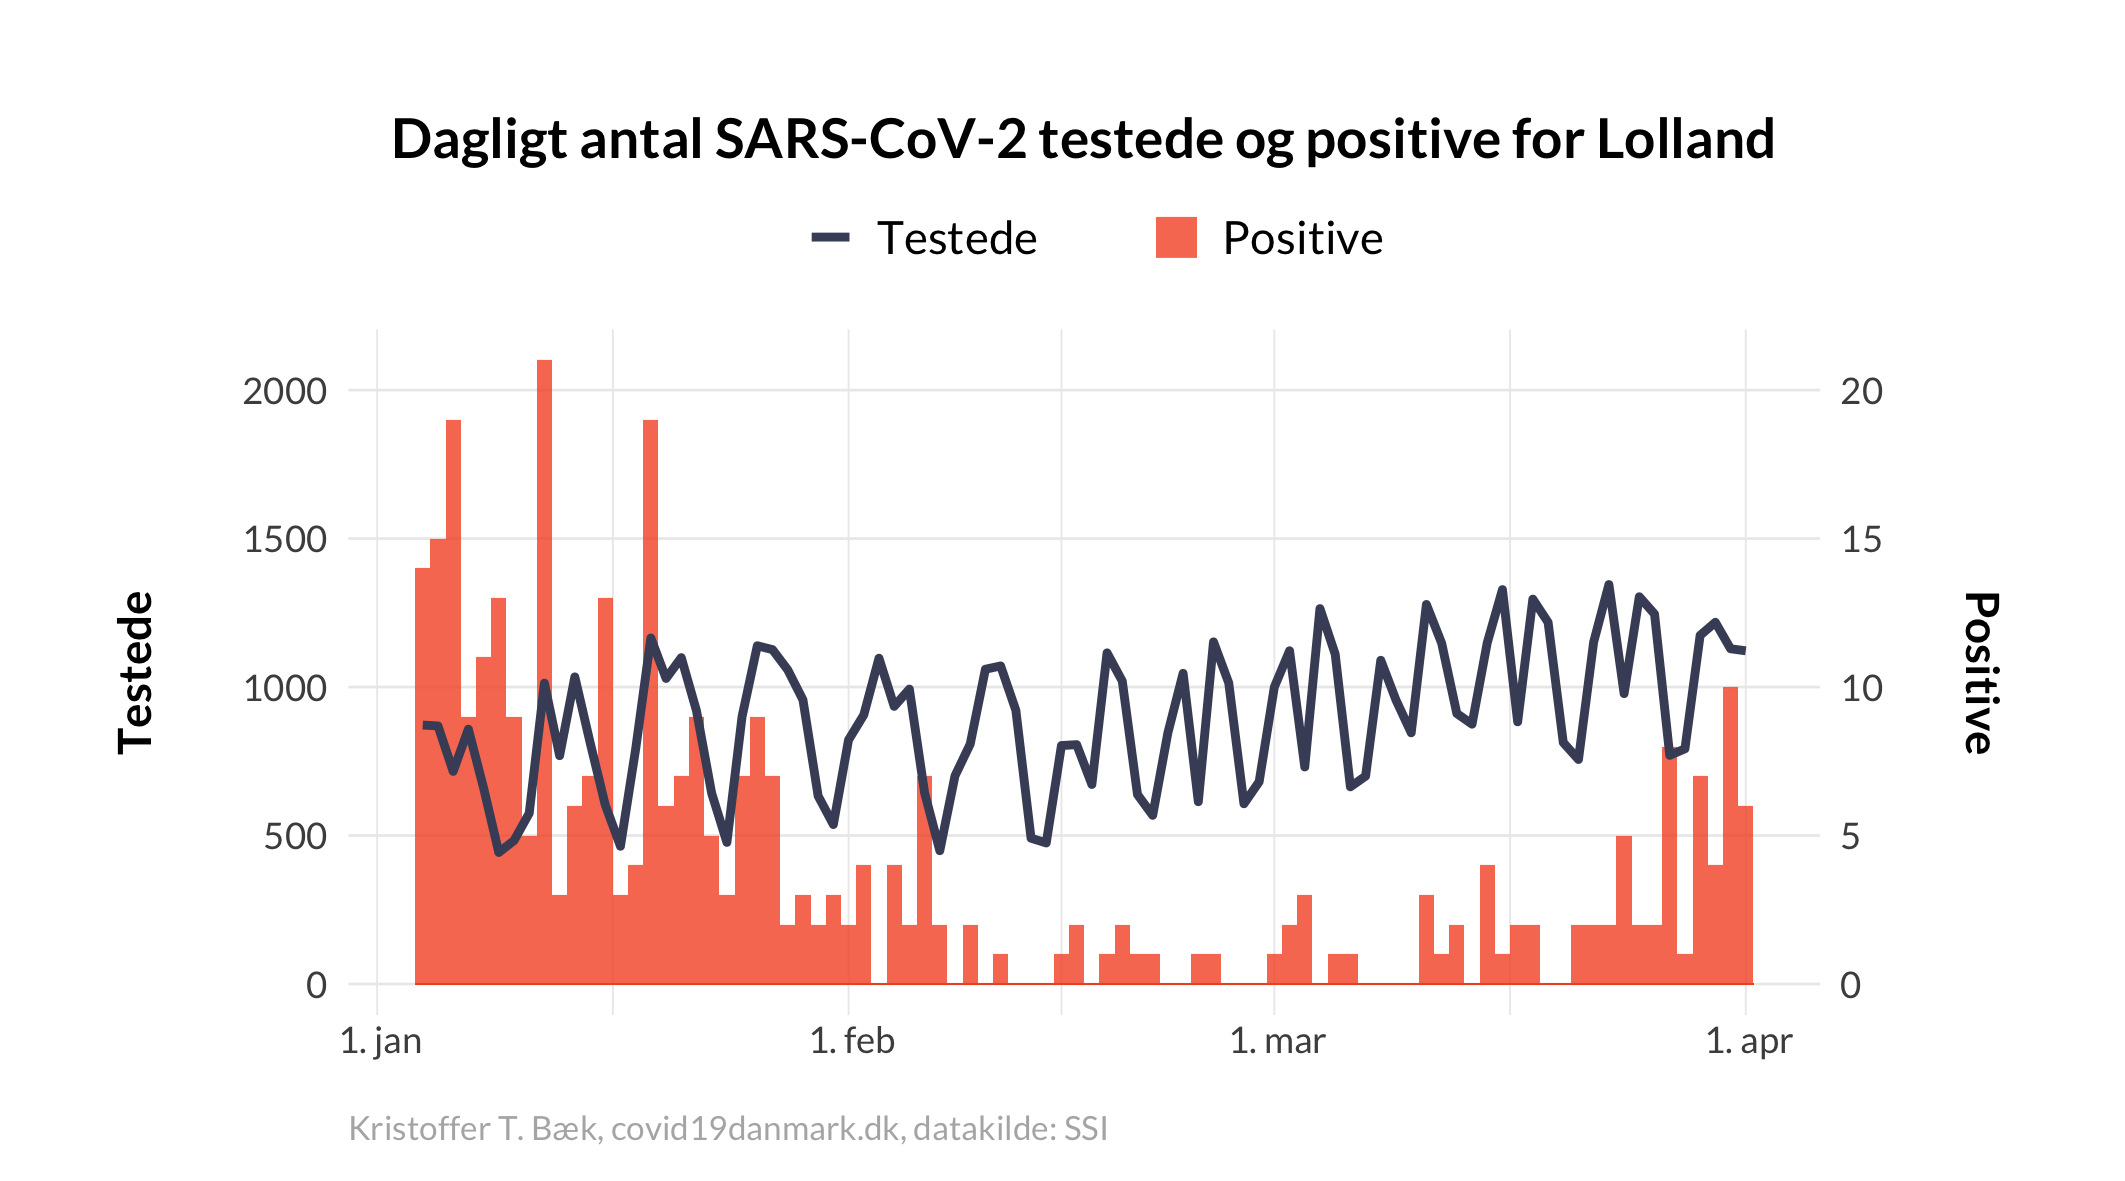 Dagligt antal SARS-CoV-2 testede og positive for Lolland
Testede
Positive
2000
1500
1000
500
0
Testede
20
15
10
5
0
Positive
1. jan
1. feb
1. mar
1. apr
Kristoffer T. Bæk, covid19danmark.dk, datakilde: SSI